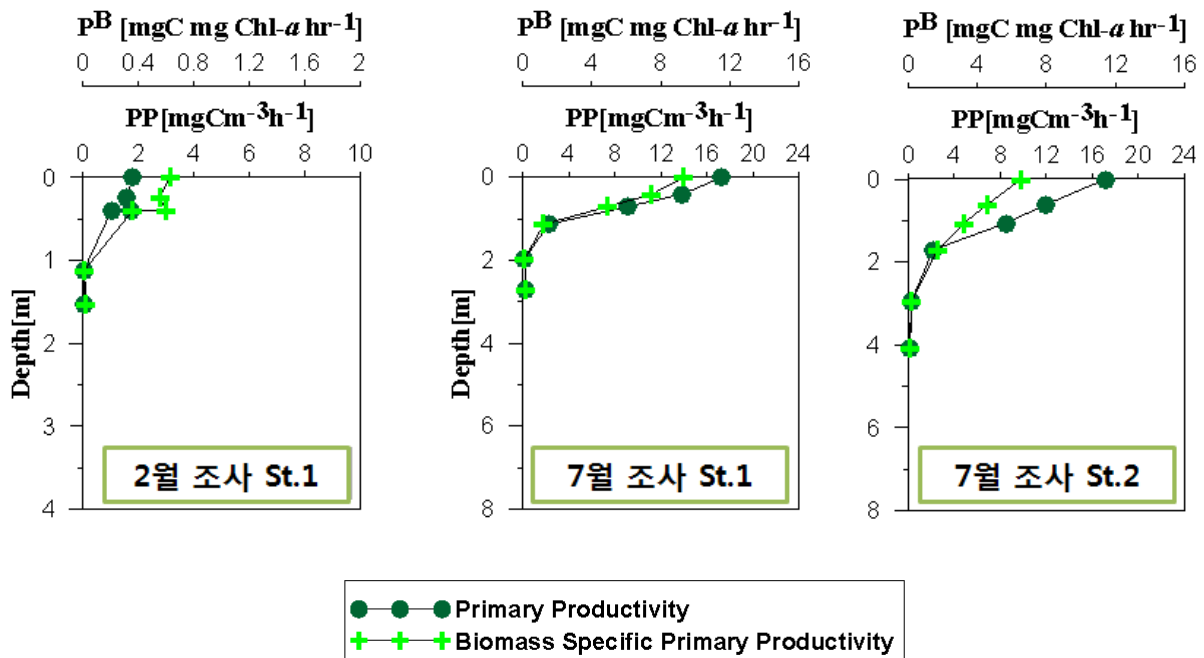 Pᴮ [mgC mg Chl-a hr⁻¹]
0 0.4 0.8 1.2 1.6 2
PP[mgCm⁻³h⁻¹]
0 2 4 6 8 10
0
1
2
3
4
Depth[m]
2월 조사 St.1
Pᴮ [mgC mg Chl-a hr⁻¹]
0 4 8 12 16
PP[mgCm⁻³h⁻¹]
0 4 8 12 16 20 24
0
2
4
6
8
Depth[m]
7월 조사 St.1
Pᴮ [mgC mg Chl-a hr⁻¹]
0 4 8 12 16
PP[mgCm⁻³h⁻¹]
0 4 8 12 16 20 24
0
2
4
6
8
7월 조사 St.2
Primary Productivity
Biomass Specific Primary Productivity